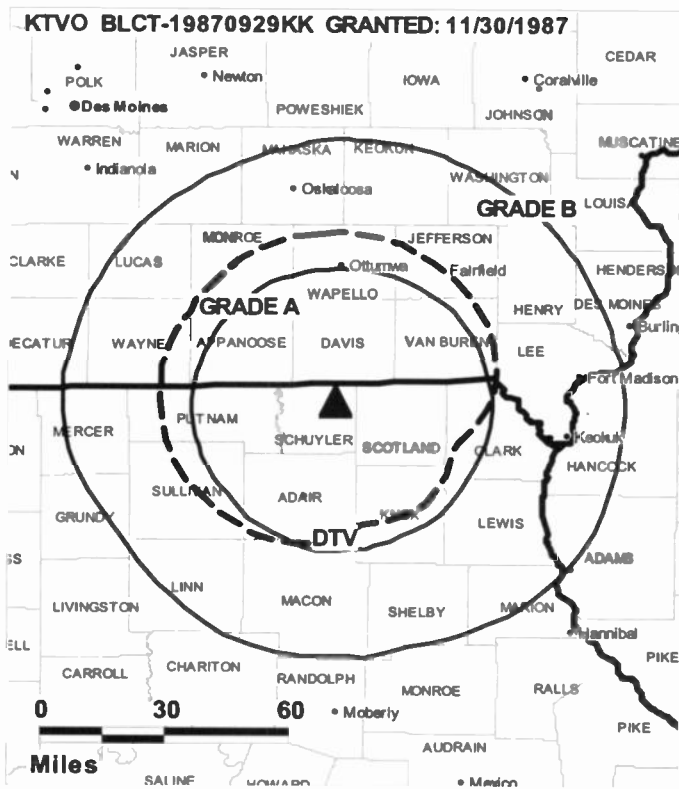 KTVO BLCT-19870929KK GRANTED: 11/30/1987
JASPER
CEDAR
POLK
Newton
IOWA
Coralville
Des Moines
POWESHIEK
JOHNSON
WARREN
MARION
MAHASKA
KEOKUK
MUSCATINE
Indianola
WASHINGTON
N
Oskaloosa
GRADE B
LOUISA
MONROE
JEFFERSON
CLARKE
LUCAS
Ottumwa
Fairfield
HENDERSON
WAPELLO
GRADE A
HENRY
DES MOINES
Burling
DECATUR
WAYNE
APPANOOSE
DAVIS
VAN BUREN
LEE
Fort Madison
PUTNAM
MERCER
SCHUYLER
SCOTLAND
CLARK
Keokuk
ON
HANCOCK
SULLIVAN
ADAIR
GRUNDY
KNOX
LEWIS
DTV
SS
ADAMS
LINN
MACON
LIVINGSTON
SHELBY
MARION
Hannibal
ELL
CARROLL
CHARITON
RANDOLPH
PIKE
MONROE
RALLS
0 30 60
Moberly
PIKE
AUDRAIN
Miles
SALINE
HOWARD
Mexico